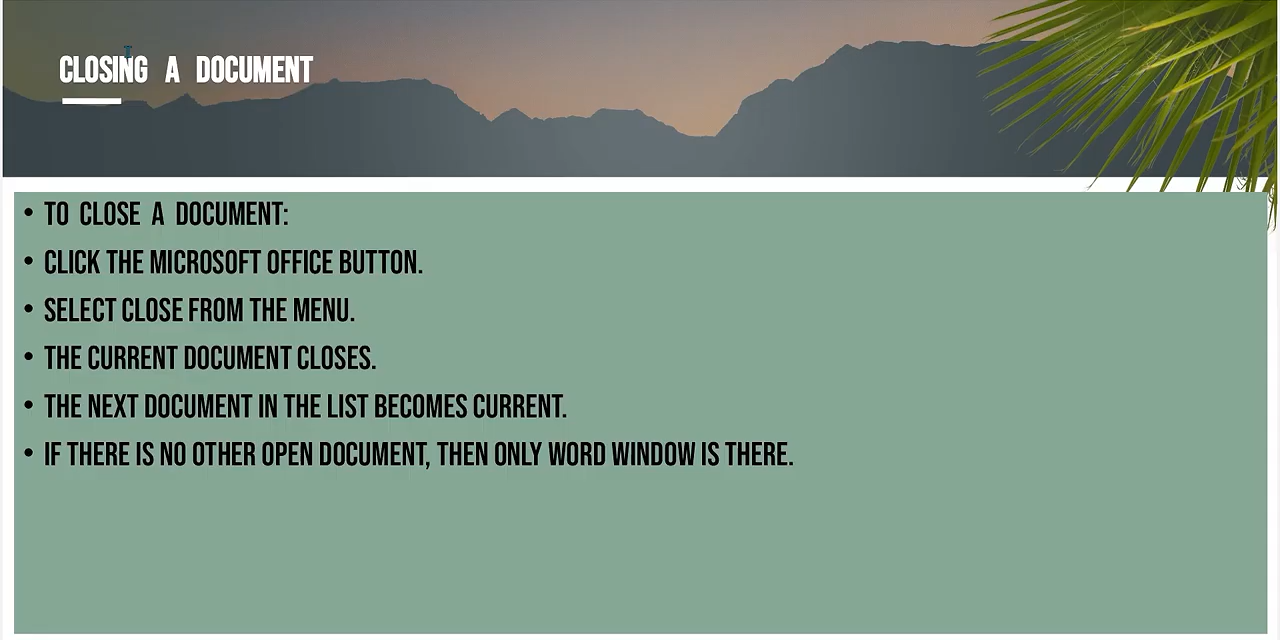 CLOSING A DOCUMENT
• TO CLOSE A DOCUMENT:
• CLICK THE MICROSOFT OFFICE BUTTON.
• SELECT CLOSE FROM THE MENU.
• THE CURRENT DOCUMENT CLOSES.
• THE NEXT DOCUMENT IN THE LIST BECOMES CURRENT.
• IF THERE IS NO OTHER OPEN DOCUMENT, THEN ONLY WORD WINDOW IS THERE.